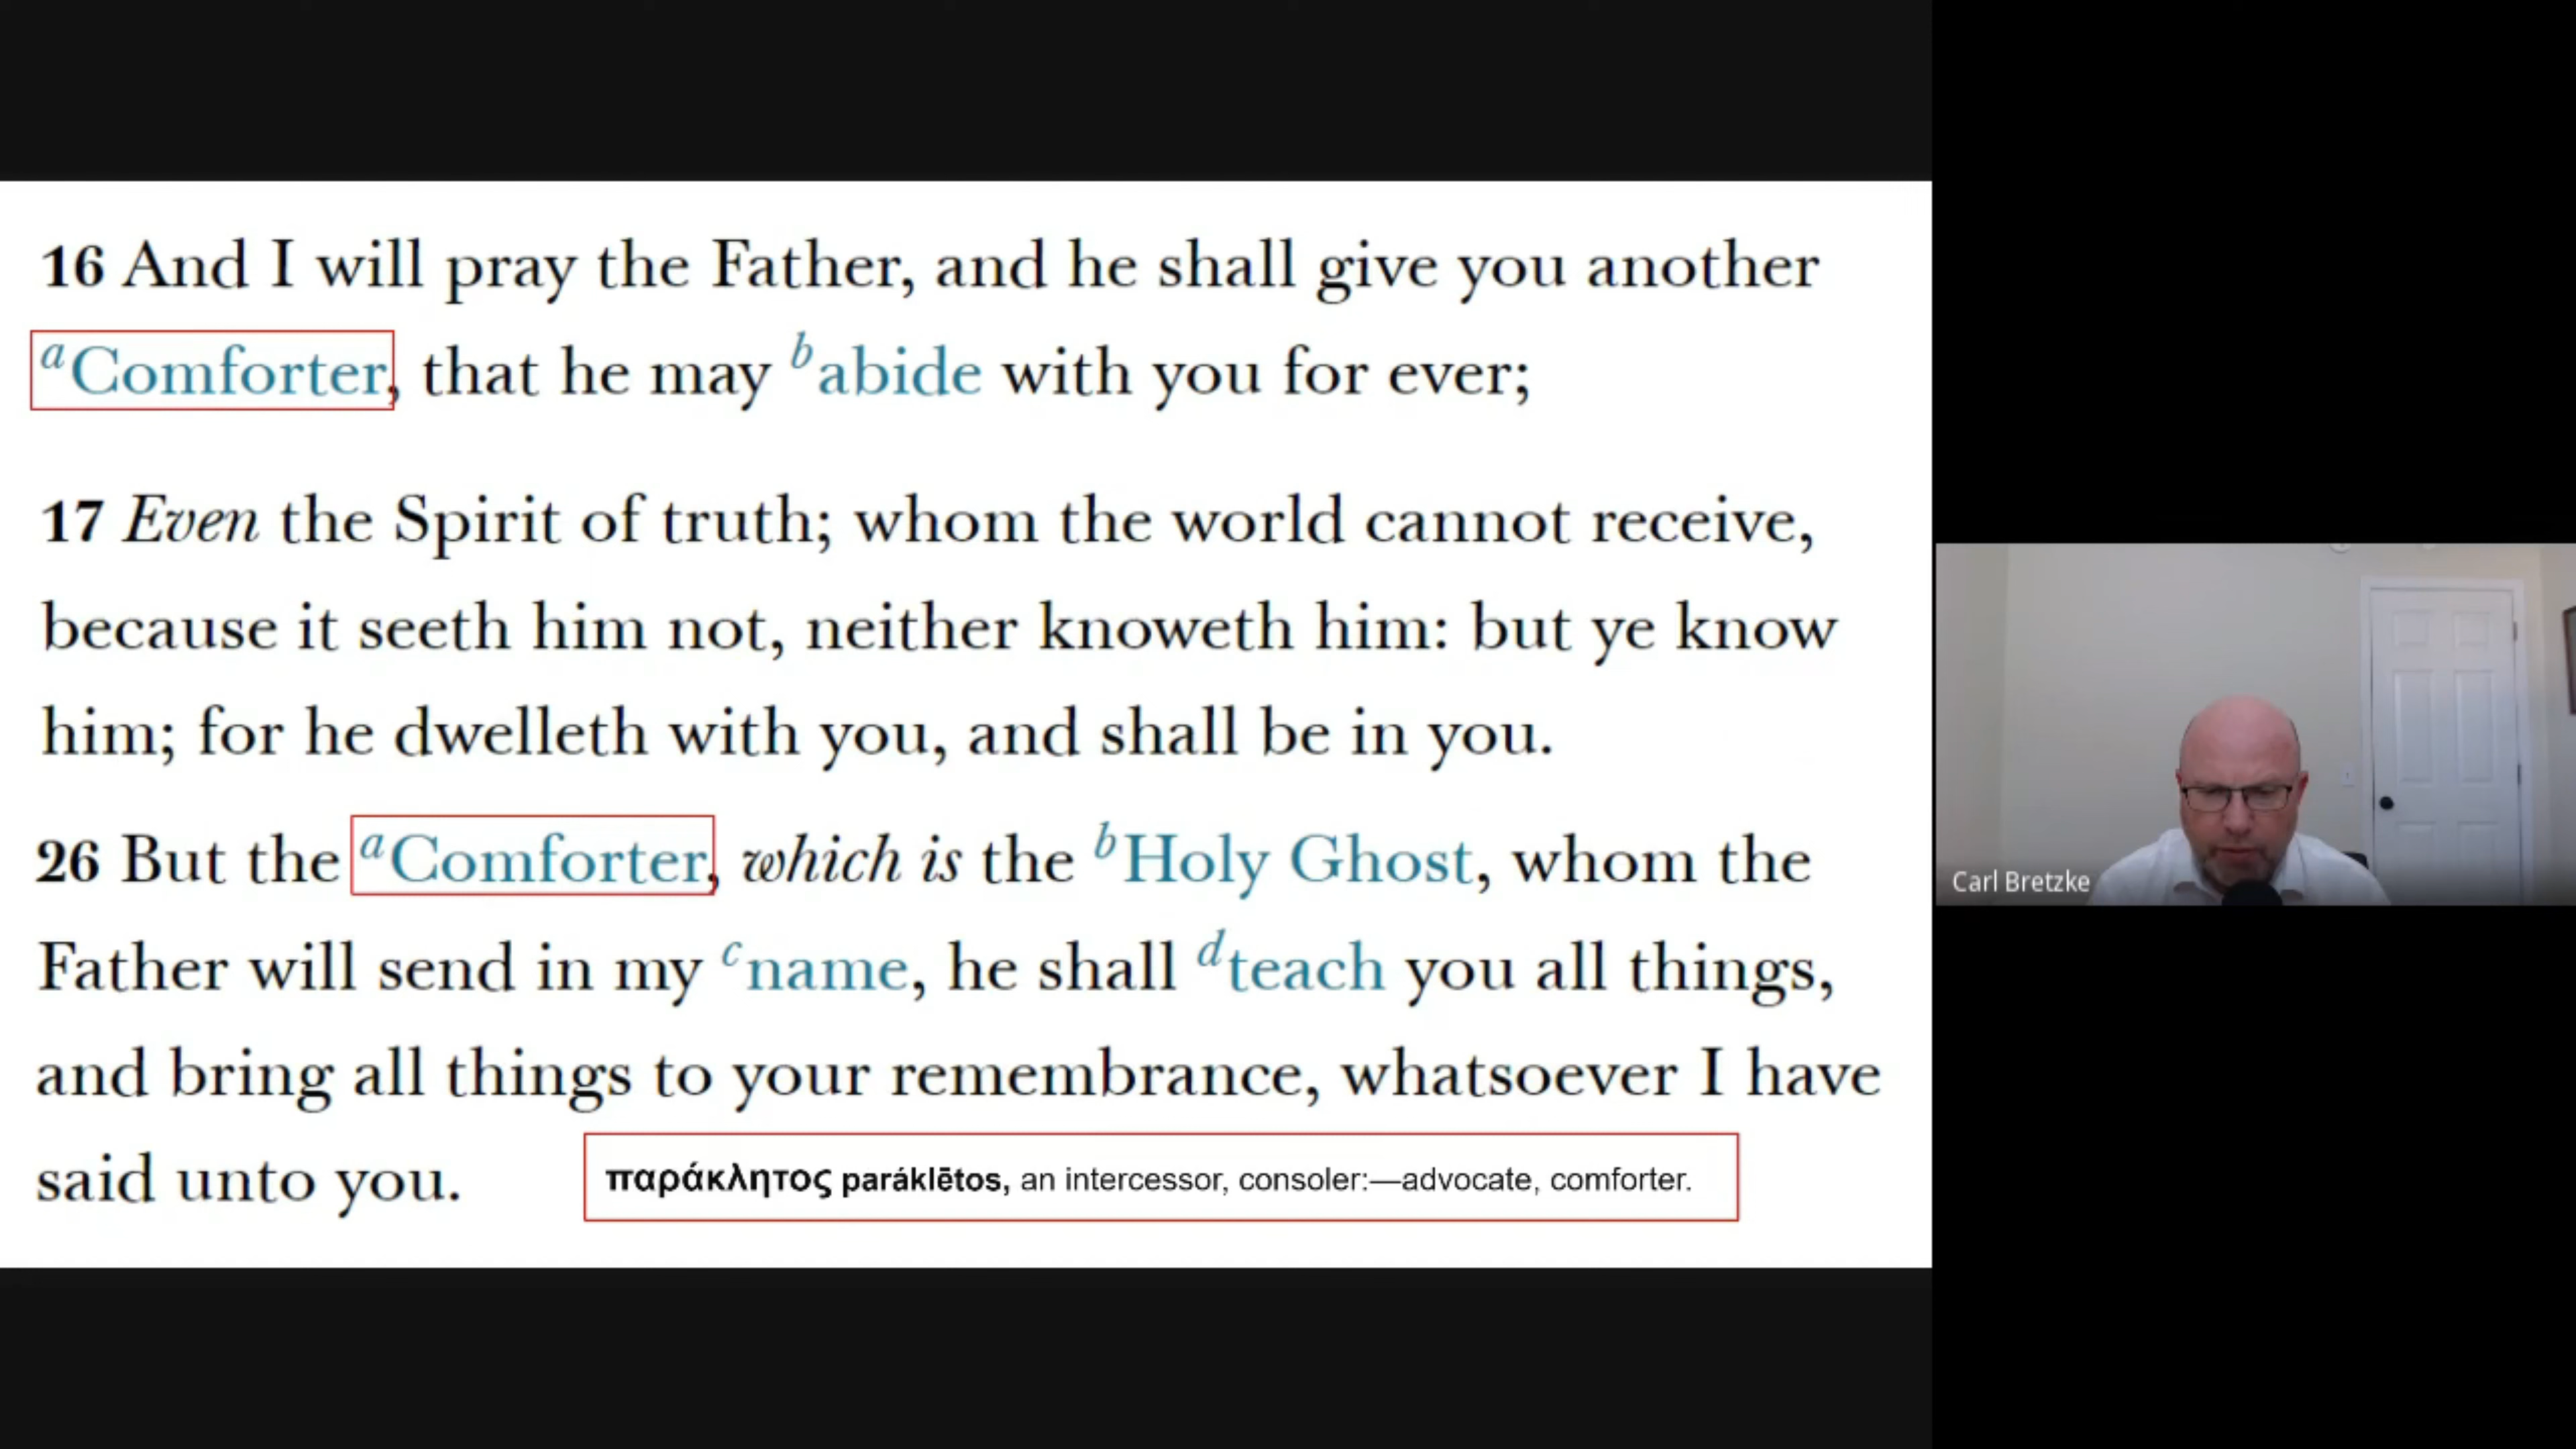 16 And I will pray the Father, and he shall give you another
aComforter, that he may babide with you for ever;
17 Even the Spirit of truth; whom the world cannot receive,
because it seeth him not, neither knoweth him: but ye know
him; for he dwelleth with you, and shall be in you.
26 But the aComforter, which is the bHoly Ghost, whom the
Father will send in my cname, he shall dteach you all things,
and bring all things to your remembrance, whatsoever I have
said unto you.
παράκλητος paráklētos, an intercessor, consoler:—advocate, comforter.
Carl Bretzke